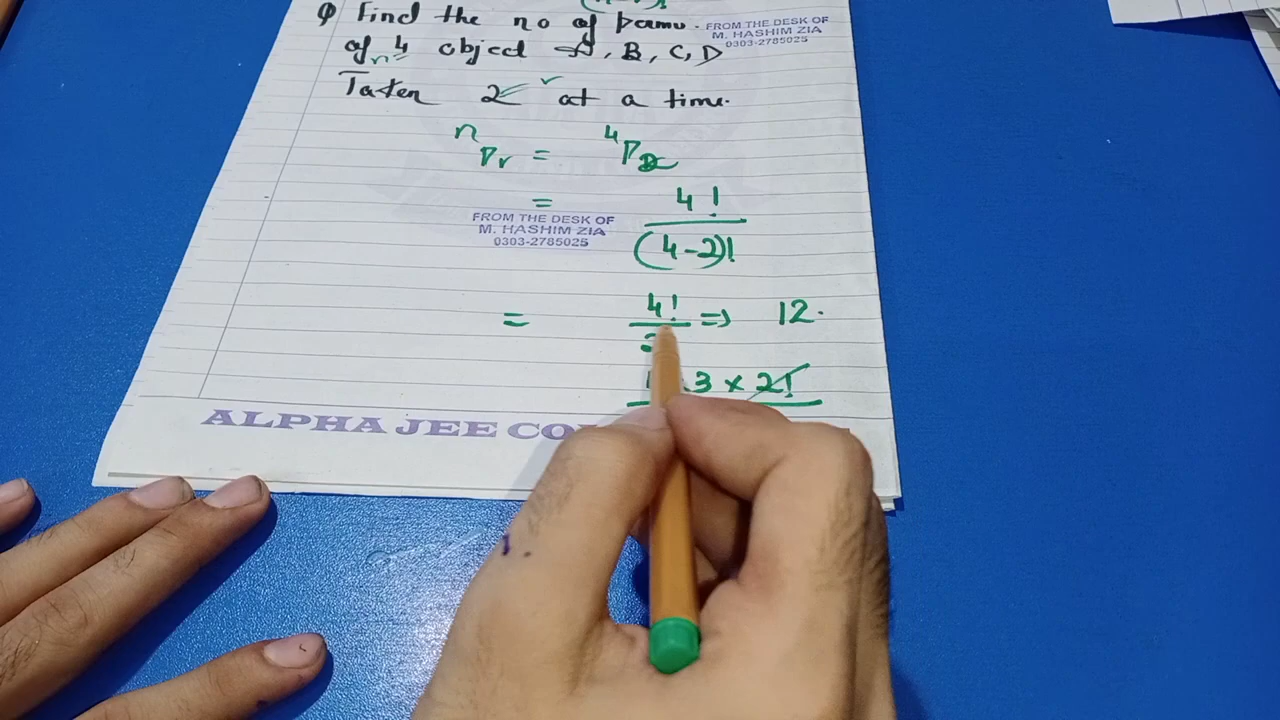 Q Find the no of permu.
FROM THE DESK OF
M. HASHIM ZIA
0303-2785025
of 4 object A, B, C, D
n=
Taken 2 at a time.
nPr = 4P2
= 4!
(4-2)!
FROM THE DESK OF
M. HASHIM ZIA
0303-2785025
= 4! => 12.
3 × 2!
ALPHA JEE CO